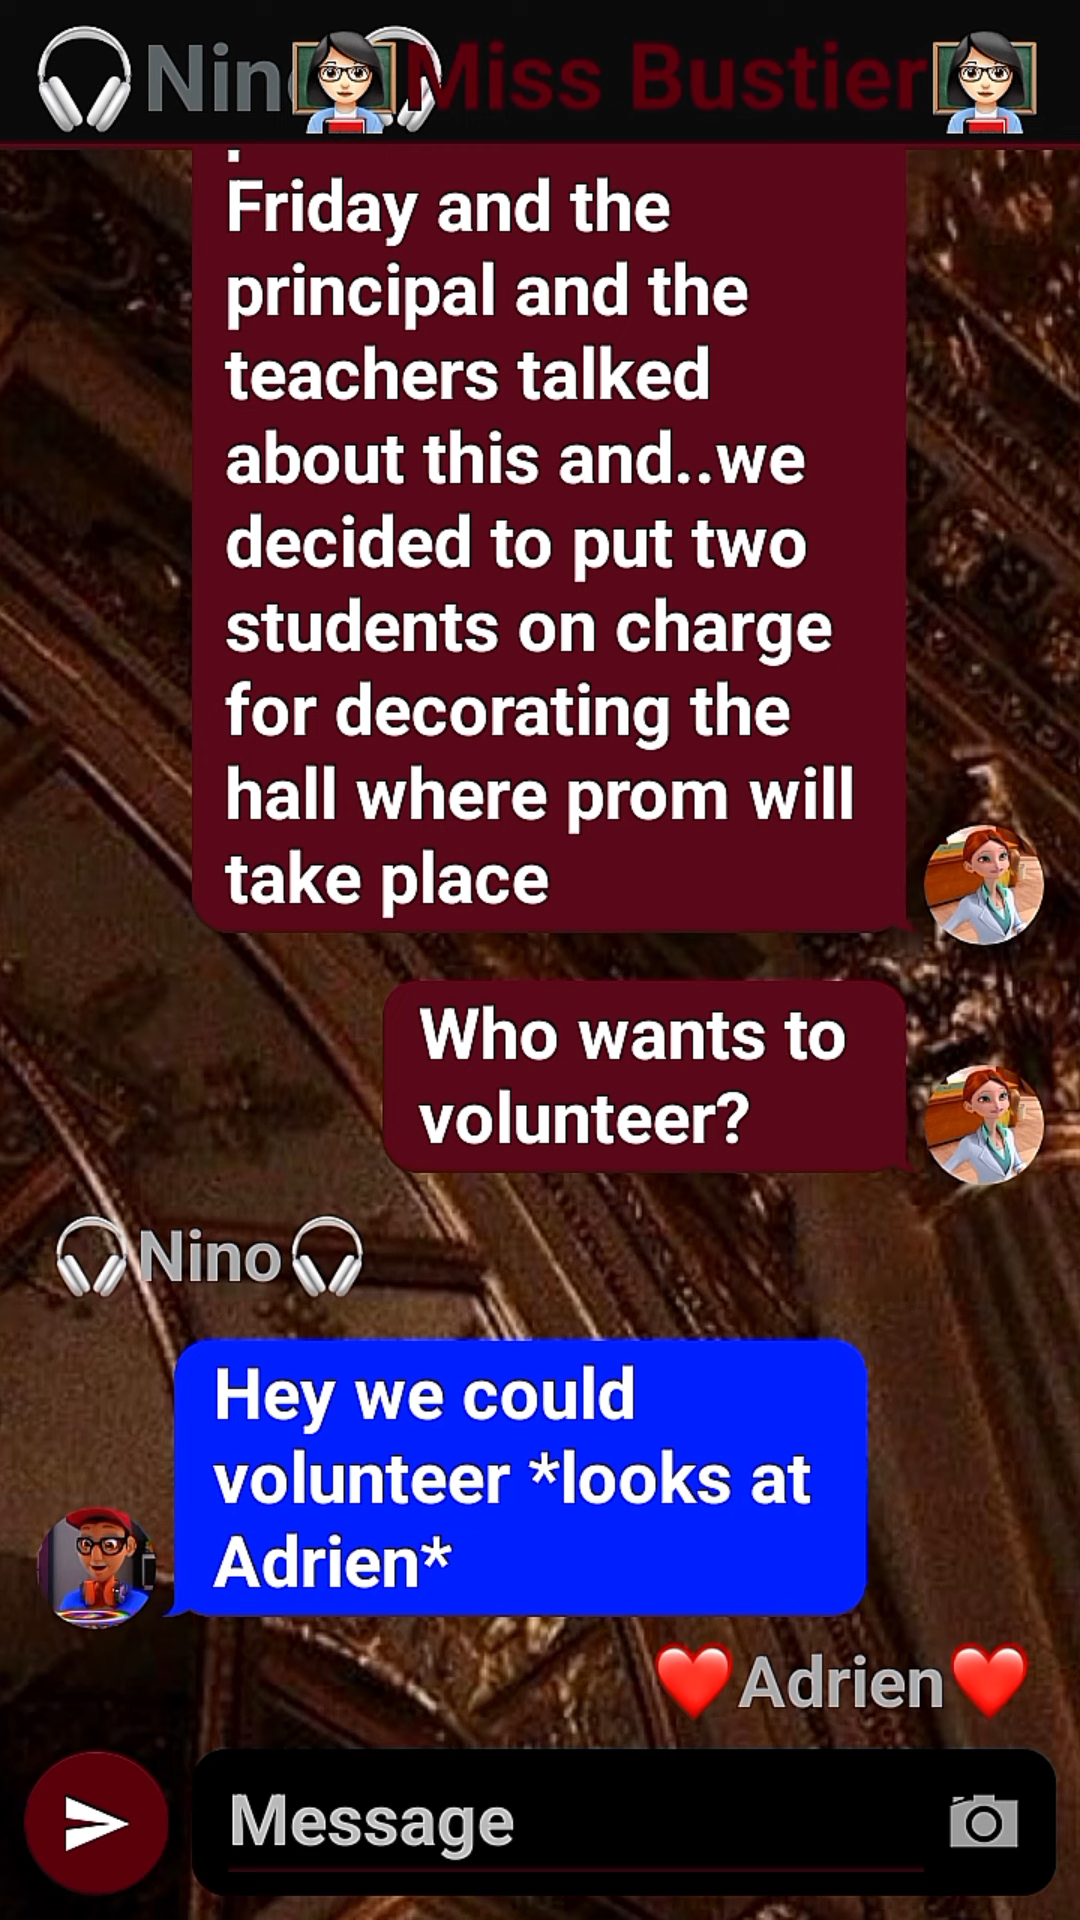 🎧Nin Miss Bustier
Friday and the
principal and the
teachers talked
about this and..we
decided to put two
students on charge
for decorating the
hall where prom will
take place
Who wants to
volunteer?
🎧Nino🎧
Hey we could
volunteer *looks at
Adrien*
❤️Adrien❤️
Message